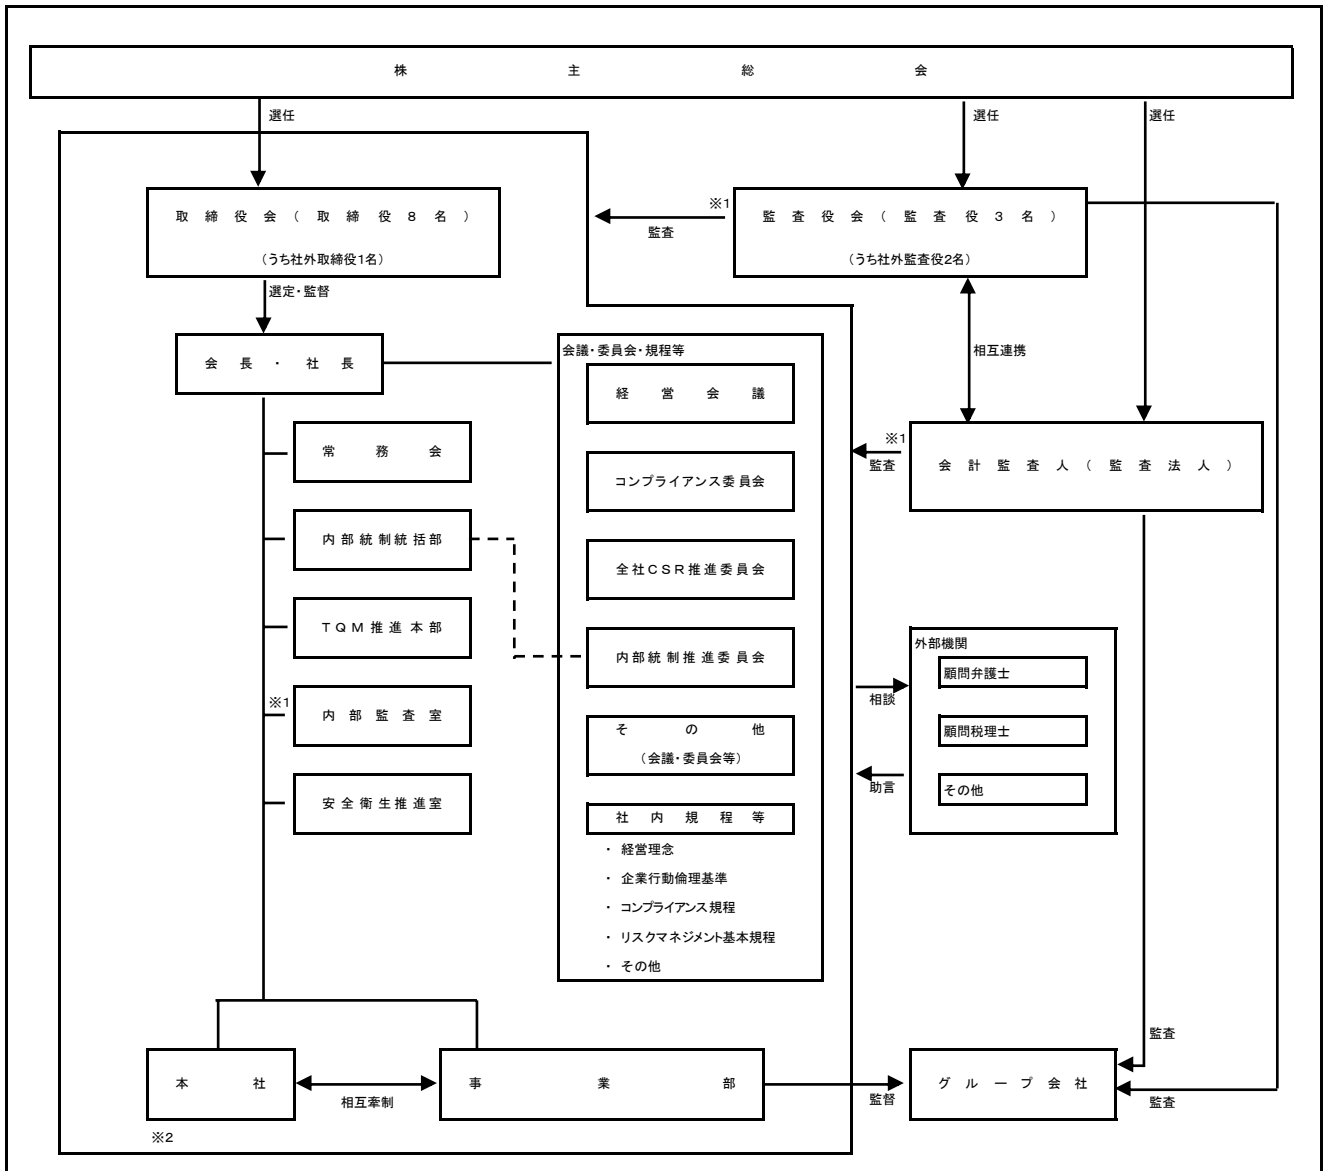 株主総会
選任
選任
選任
取締役会（取締役8名）
（うち社外取締役1名）
※1
監査
監査役会（監査役3名）
（うち社外監査役2名）
選定・監督
会長・社長
会議・委員会・規程等
相互連携
経営会議
常務会
※1
監査
会計監査人（監査法人）
コンプライアンス委員会
内部統制統括部
全社CSR推進委員会
TQM推進本部
内部統制推進委員会
外部機関
顧問弁護士
相談
※1
内部監査室
その他
（会議・委員会等）
顧問税理士
助言
その他
安全衛生推進室
社内規程等
・ 経営理念
・ 企業行動倫理基準
・ コンプライアンス規程
・ リスクマネジメント基本規程
・ その他
監査
本社
相互牽制
事業部
監督
グループ会社
監査
※2